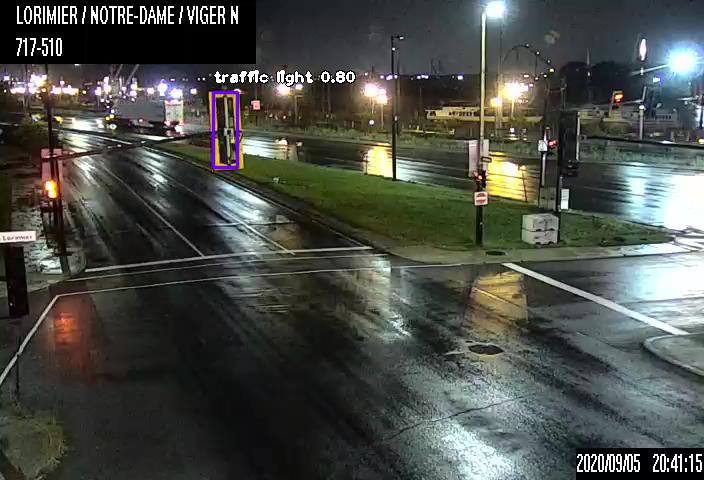 LORIMIER / NOTRE-DAME / VIGER N
717-510
traffic light 0.80
Lorimier
2020/09/05 20:41:15